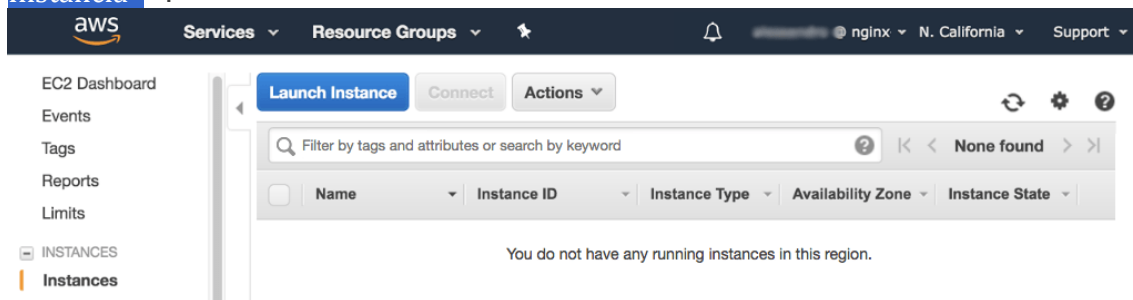 instancia
aws Services Resource Groups @ nginx N. California Support
EC2 Dashboard
Events
Tags
Reports
Limits
INSTANCES
Instances
Launch Instance Connect Actions
Filter by tags and attributes or search by keyword None found
Name Instance ID Instance Type Availability Zone Instance State
You do not have any running instances in this region.